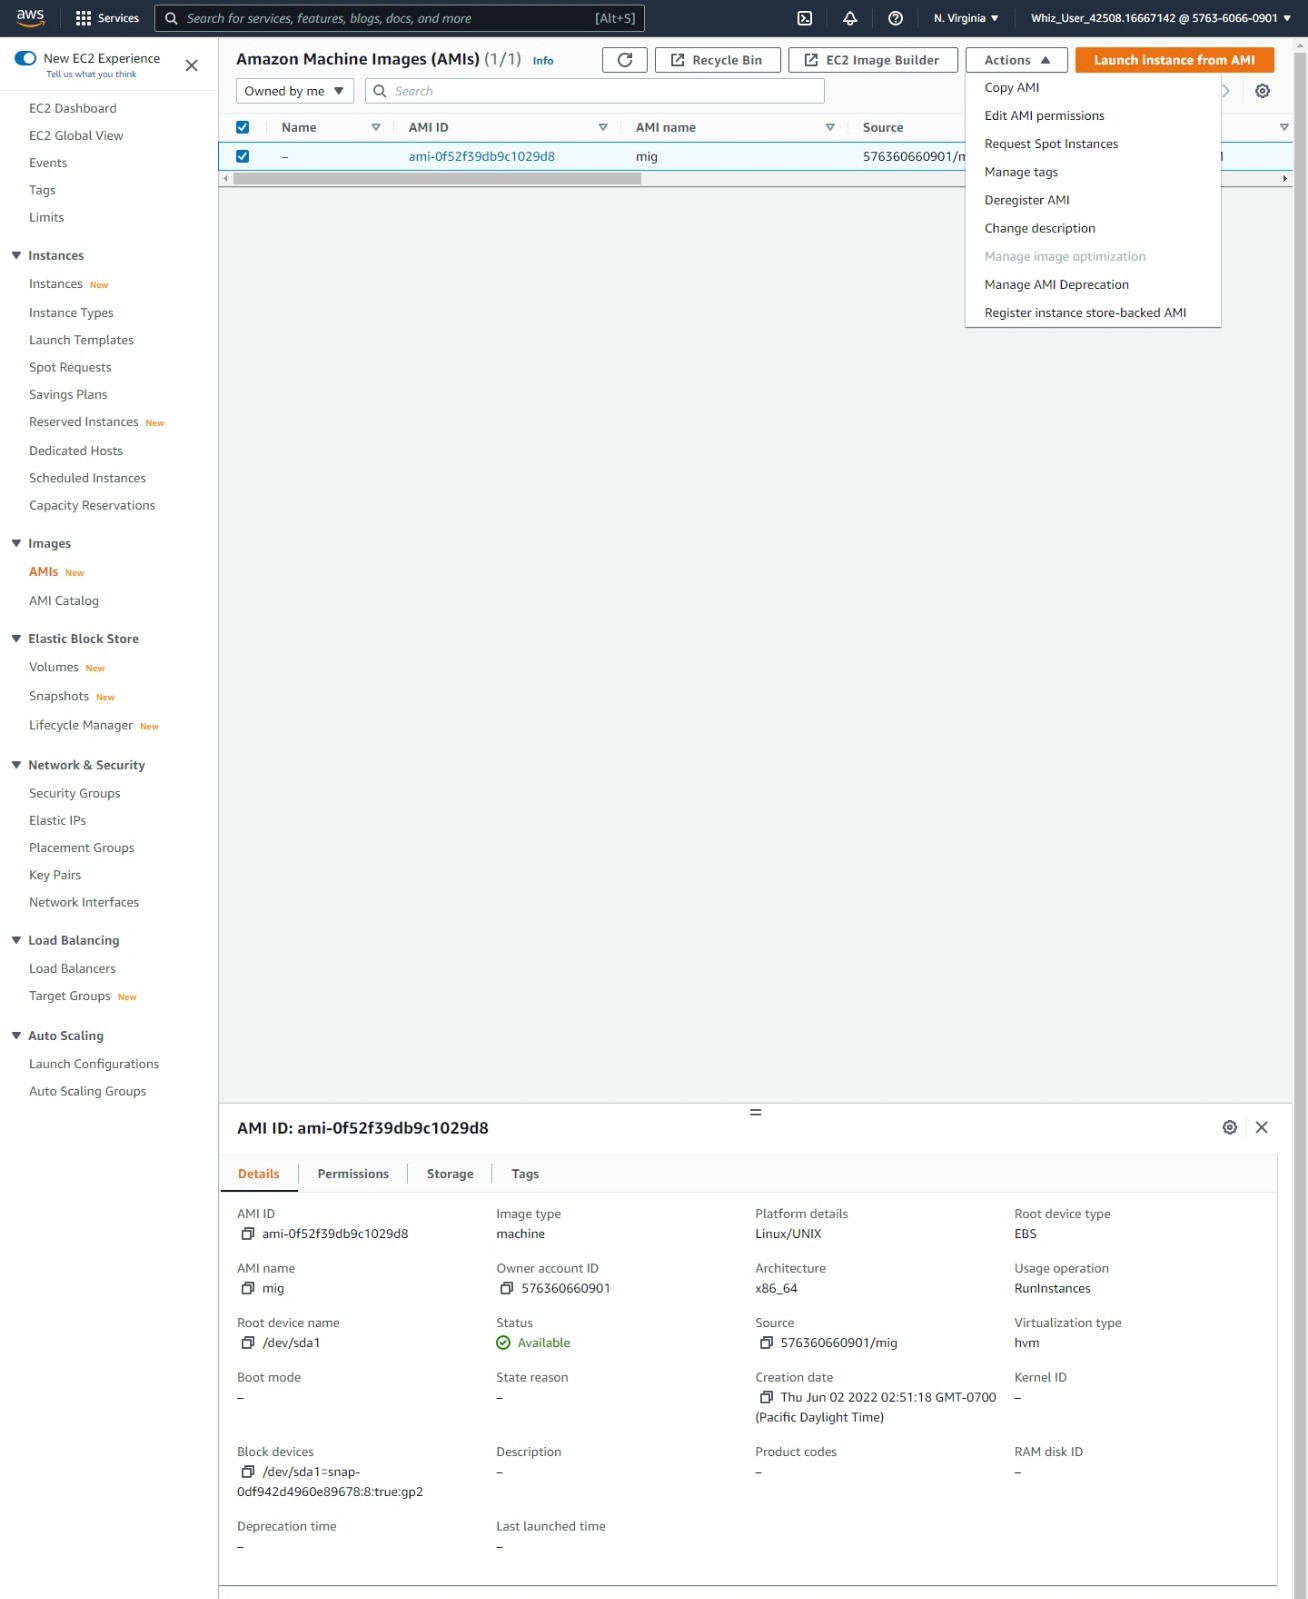 aws
Services
Search for services, features, blogs, docs, and more
[Alt+S]
N. Virginia
Whiz_User_42508.16667142 @ 5763-6066-0901
New EC2 Experience
Tell us what you think
EC2 Dashboard
EC2 Global View
Events
Tags
Limits
Instances
Instances New
Instance Types
Launch Templates
Spot Requests
Savings Plans
Reserved Instances New
Dedicated Hosts
Scheduled Instances
Capacity Reservations
Images
AMIs New
AMI Catalog
Elastic Block Store
Volumes New
Snapshots New
Lifecycle Manager New
Network & Security
Security Groups
Elastic IPs
Placement Groups
Key Pairs
Network Interfaces
Load Balancing
Load Balancers
Target Groups New
Auto Scaling
Launch Configurations
Auto Scaling Groups
Amazon Machine Images (AMIs) (1/1) Info
Recycle Bin
EC2 Image Builder
Actions
Launch instance from AMI
Owned by me
Search
Name
AMI ID
AMI name
Source
–
ami-0f52f39db9c1029d8
mig
576360660901/m
Copy AMI
Edit AMI permissions
Request Spot Instances
Manage tags
Deregister AMI
Change description
Manage image optimization
Manage AMI Deprecation
Register instance store-backed AMI
AMI ID: ami-0f52f39db9c1029d8
Details
Permissions
Storage
Tags
AMI ID
ami-0f52f39db9c1029d8
Image type
machine
Platform details
Linux/UNIX
Root device type
EBS
AMI name
mig
Owner account ID
576360660901
Architecture
x86_64
Usage operation
RunInstances
Root device name
/dev/sda1
Status
Available
Source
576360660901/mig
Virtualization type
hvm
Boot mode
–
State reason
–
Creation date
Thu Jun 02 2022 02:51:18 GMT-0700
(Pacific Daylight Time)
Kernel ID
–
Block devices
/dev/sda1=snap-
0df942d4960e89678:8:true:gp2
Description
–
Product codes
–
RAM disk ID
–
Deprecation time
–
Last launched time
–